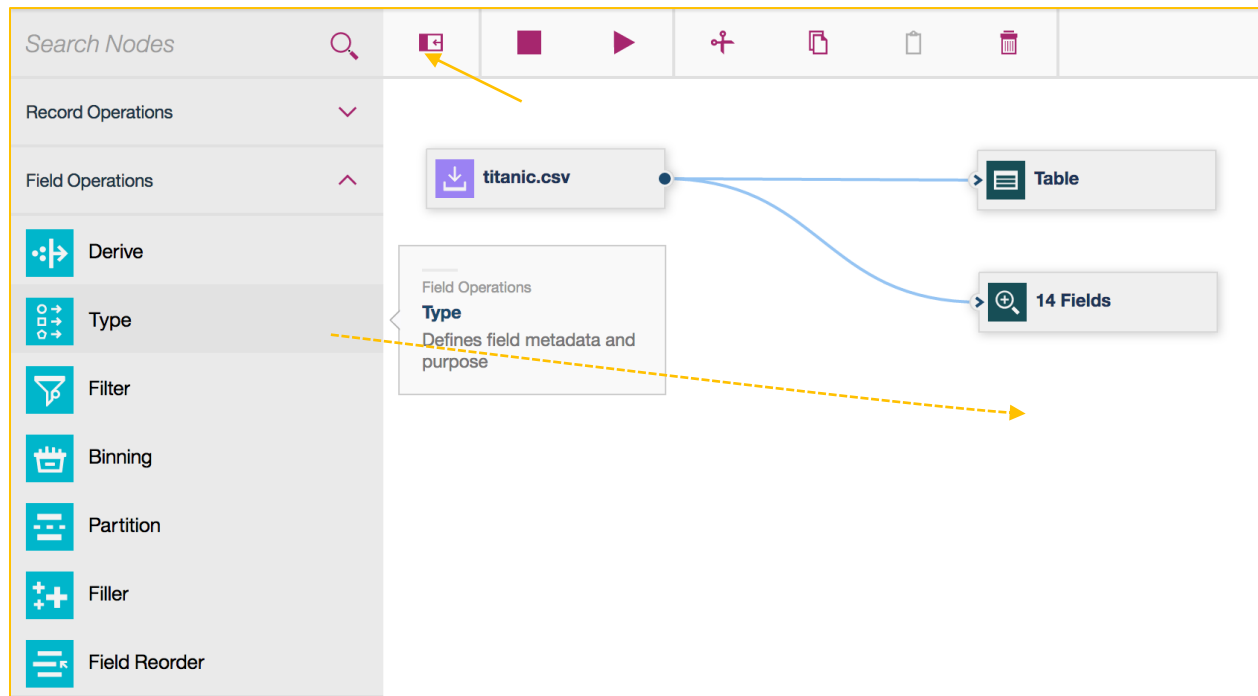 Search Nodes
Record Operations
Field Operations
Derive
Type
Filter
Binning
Partition
Filler
Field Reorder
titanic.csv
Table
14 Fields
Field Operations
Type
Defines field metadata and
purpose